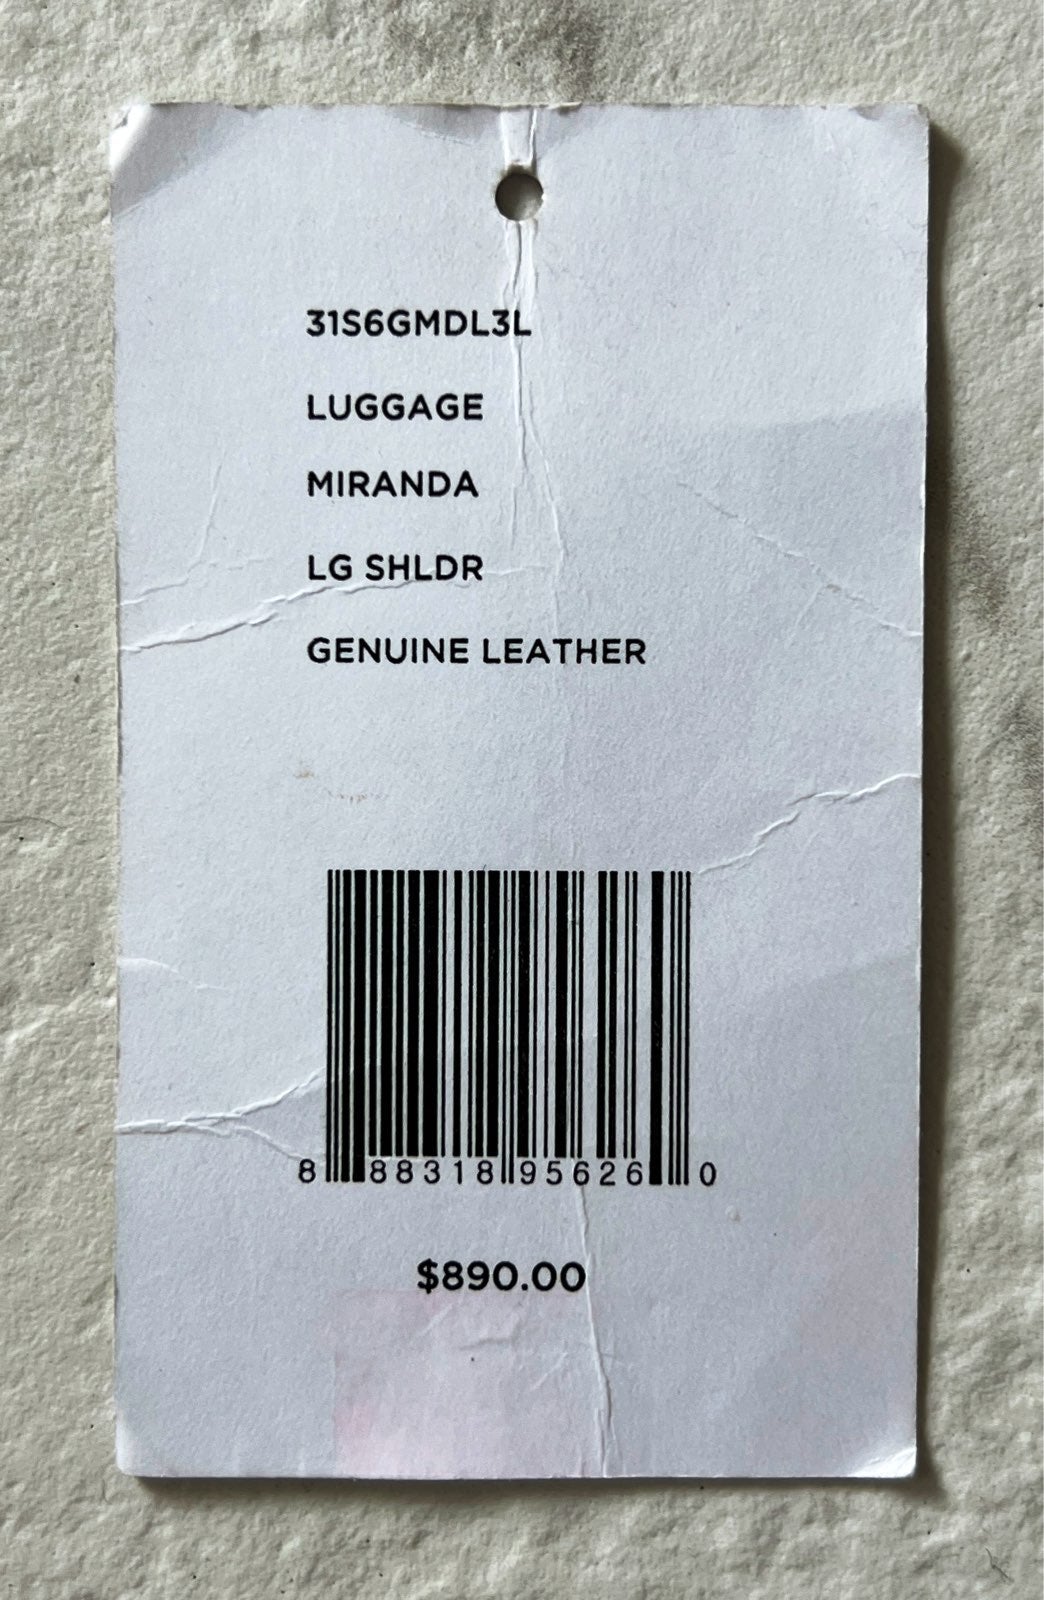 31S6GMDL3L
LUGGAGE
MIRANDA
LG SHLDR
GENUINE LEATHER
8 88318 95626 0
$890.00